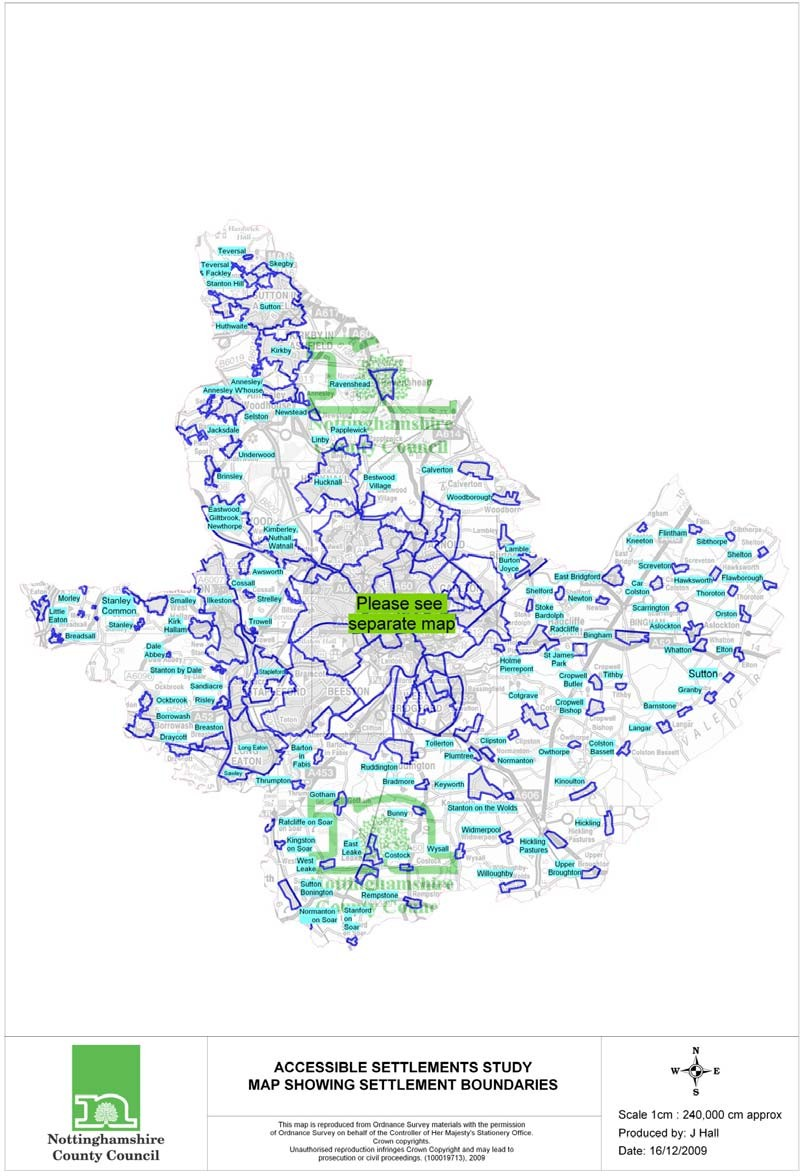 Teversal
Teversal
Fackley
Skegby
Stanton Hill
Sutton
Huthwaite
Kirkby
Annesley/
Annesley W'house
Ravenshead
Selston
Newstead
Jacksdale
Linby
Papplewick
Underwood
Brinsley
Hucknall
Bestwood
Village
Calverton
Woodborough
Eastwood,
Giltbrook,
Newthorpe
Kimberley,
Nuthall,
Watnall
Awsworth
Cossall
Strelley
Trowell
Lambley
Burton
Joyce
Kneeton
Flintham
Sibthorpe
Shelton
Screveton
Hawksworth
Flawborough
Thoroton
East Bridgford
Car
Colston
Shelford
Newton
Scarrington
Orston
Stoke
Bardolph
Radcliffe
Bingham
Aslockton
Whatton
Elton
St James
Park
Holme
Pierrepont
Cropwell
Butler
Tithby
Sutton
Granby
Cotgrave
Cropwell
Bishop
Barnstone
Langar
Colston
Bassett
Owthorpe
Clipston
Normanton
Tollerton
Plumtree
Kinoulton
Hickling
Morley
Little
Eaton
Breadsall
Stanley
Common
Stanley
Smalley
Ilkeston
Kirk
Hallam
Dale
Abbey
Stanton by Dale
Sandiacre
Ockbrook
Risley
Borrowash
Breaston
Draycott
Stapleford
Long Eaton
Sawley
Barton
in
Fabis
Thrumpton
Ruddington
Bradmore
Keyworth
Gotham
Bunny
Stanton on the Wolds
Ratcliffe on Soar
Kingston
on Soar
West
Leake
East
Leake
Costock
Wysall
Widmerpool
Hickling
Pastures
Upper
Broughton
Willoughby
Sutton
Bonington
Rempstone
Normanton
on Soar
Stanford
on
Soar
Please see
separate map
Nottinghamshire
County Council
ACCESSIBLE SETTLEMENTS STUDY
MAP SHOWING SETTLEMENT BOUNDARIES
This map is reproduced from Ordnance Survey materials with the permission
of Ordnance Survey on behalf of the Controller of Her Majesty's Stationery Office.
Crown copyrights.
Unauthorised reproduction infringes Crown Copyright and may lead to
prosecution or civil proceedings. (100019713), 2009
N
W
E
S
Scale 1cm : 240,000 cm approx
Produced by: J Hall
Date: 16/12/2009